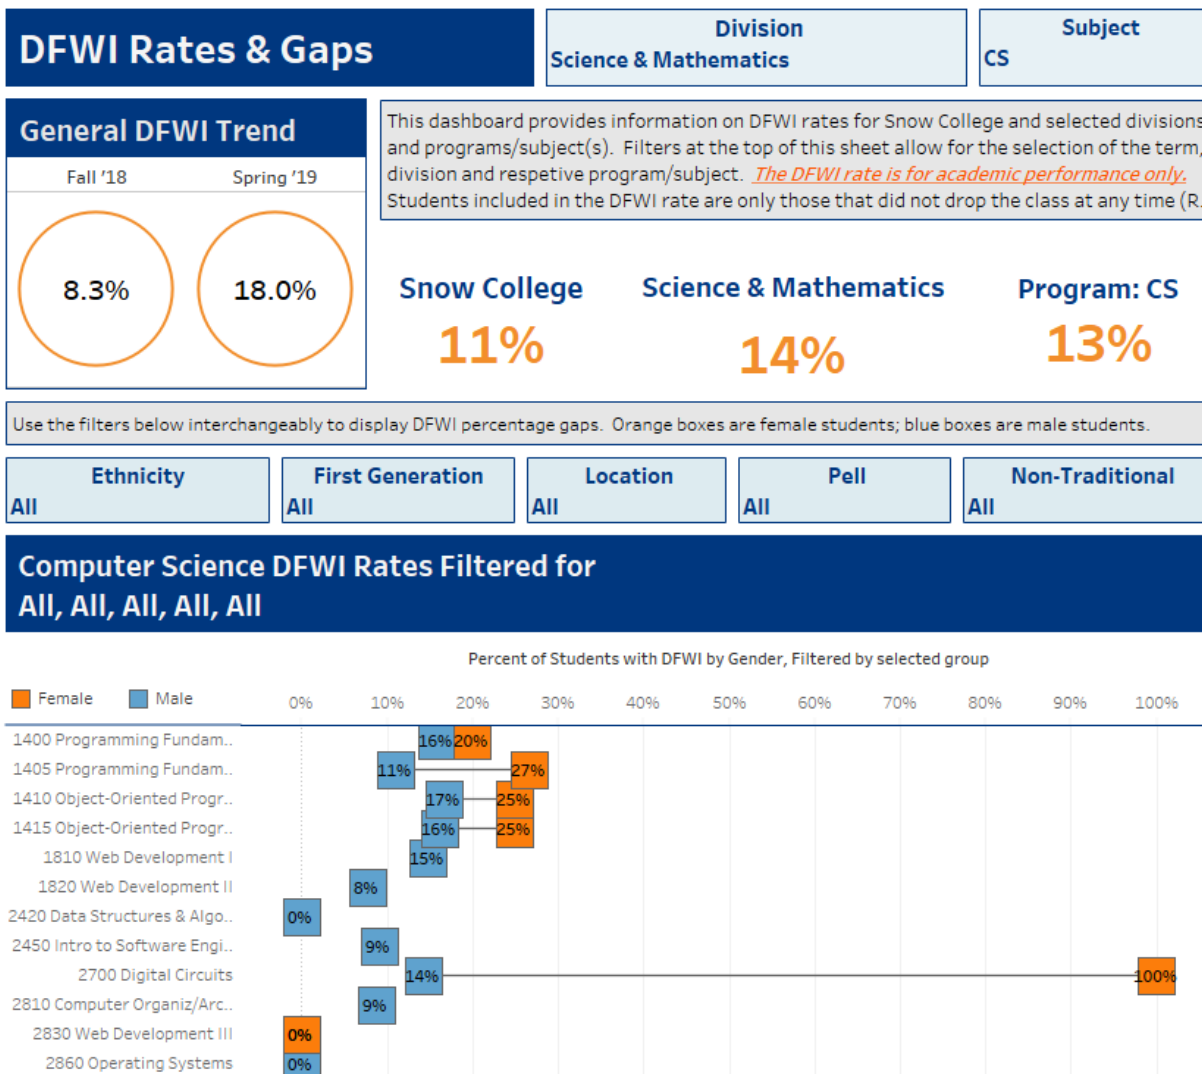 DFWI Rates & Gaps
Division
Science & Mathematics
Subject
CS
General DFWI Trend
Fall '18 Spring '19
8.3% 18.0%
This dashboard provides information on DFWI rates for Snow College and selected divisions
and programs/subject(s). Filters at the top of this sheet allow for the selection of the term,
division and respetive program/subject. The DFWI rate is for academic performance only.
Students included in the DFWI rate are only those that did not drop the class at any time (R.
Snow College
11%
Science & Mathematics
14%
Program: CS
13%
Use the filters below interchangeably to display DFWI percentage gaps. Orange boxes are female students; blue boxes are male students.
Ethnicity
All
First Generation
All
Location
All
Pell
All
Non-Traditional
All
Computer Science DFWI Rates Filtered for
All, All, All, All, All
Percent of Students with DFWI by Gender, Filtered by selected group
Female Male 0% 10% 20% 30% 40% 50% 60% 70% 80% 90% 100%
1400 Programming Fundam.. 16% 20%
1405 Programming Fundam.. 11% 27%
1410 Object-Oriented Progr.. 17% 25%
1415 Object-Oriented Progr.. 16% 25%
1810 Web Development I 15%
1820 Web Development II 8%
2420 Data Structures & Algo.. 0%
2450 Intro to Software Engi.. 9%
2700 Digital Circuits 14% 100%
2810 Computer Organiz/Arc.. 9%
2830 Web Development III 0%
2860 Operating Systems 0%